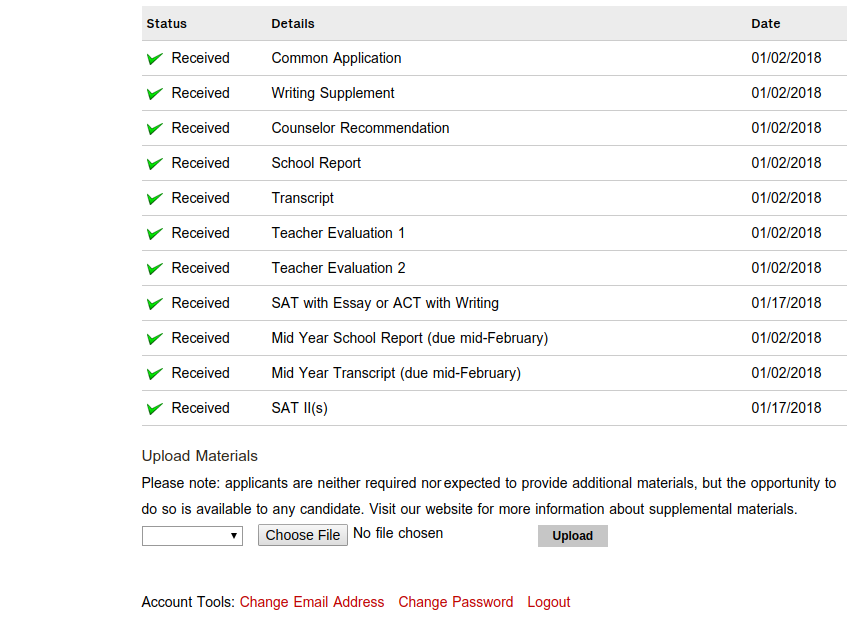 Status Details Date
Received Common Application 01/02/2018
Received Writing Supplement 01/02/2018
Received Counselor Recommendation 01/02/2018
Received School Report 01/02/2018
Received Transcript 01/02/2018
Received Teacher Evaluation 1 01/02/2018
Received Teacher Evaluation 2 01/02/2018
Received SAT with Essay or ACT with Writing 01/17/2018
Received Mid Year School Report (due mid-February) 01/02/2018
Received Mid Year Transcript (due mid-February) 01/02/2018
Received SAT II(s) 01/17/2018
Upload Materials
Please note: applicants are neither required nor expected to provide additional materials, but the opportunity to
do so is available to any candidate. Visit our website for more information about supplemental materials.
Choose File No file chosen Upload
Account Tools: Change Email Address Change Password Logout